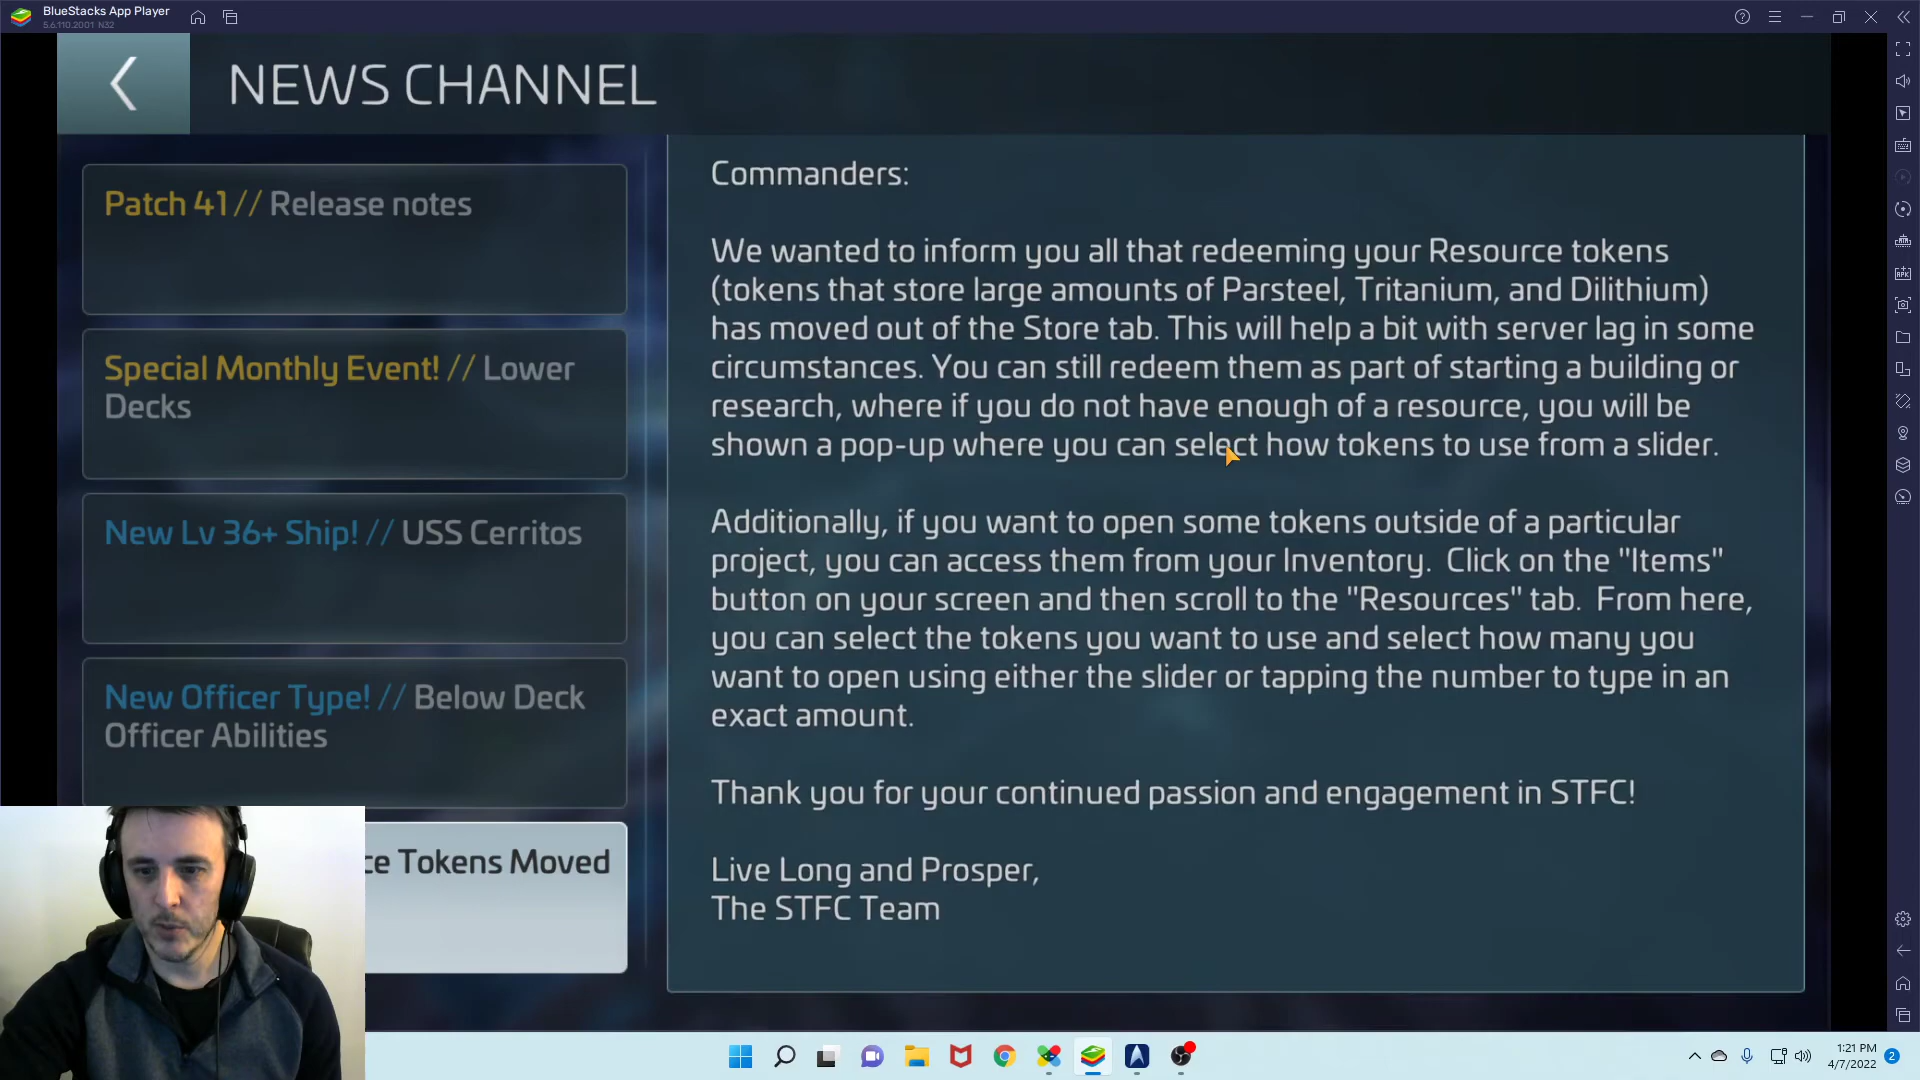 BlueStacks App Player
5.6.110.2001 N32
NEWS CHANNEL
Patch 41 // Release notes
Special Monthly Event! // Lower
Decks
New Lv 36+ Ship! // USS Cerritos
New Officer Type! // Below Deck
Officer Abilities
ce Tokens Moved
Commanders:
We wanted to inform you all that redeeming your Resource tokens
(tokens that store large amounts of Parsteel, Tritanium, and Dilithium)
has moved out of the Store tab. This will help a bit with server lag in some
circumstances. You can still redeem them as part of starting a building or
research, where if you do not have enough of a resource, you will be
shown a pop-up where you can select how tokens to use from a slider.
Additionally, if you want to open some tokens outside of a particular
project, you can access them from your Inventory. Click on the "Items"
button on your screen and then scroll to the "Resources" tab. From here,
you can select the tokens you want to use and select how many you
want to open using either the slider or tapping the number to type in an
exact amount.
Thank you for your continued passion and engagement in STFC!
Live Long and Prosper,
The STFC Team
1:21 PM
4/7/2022
2